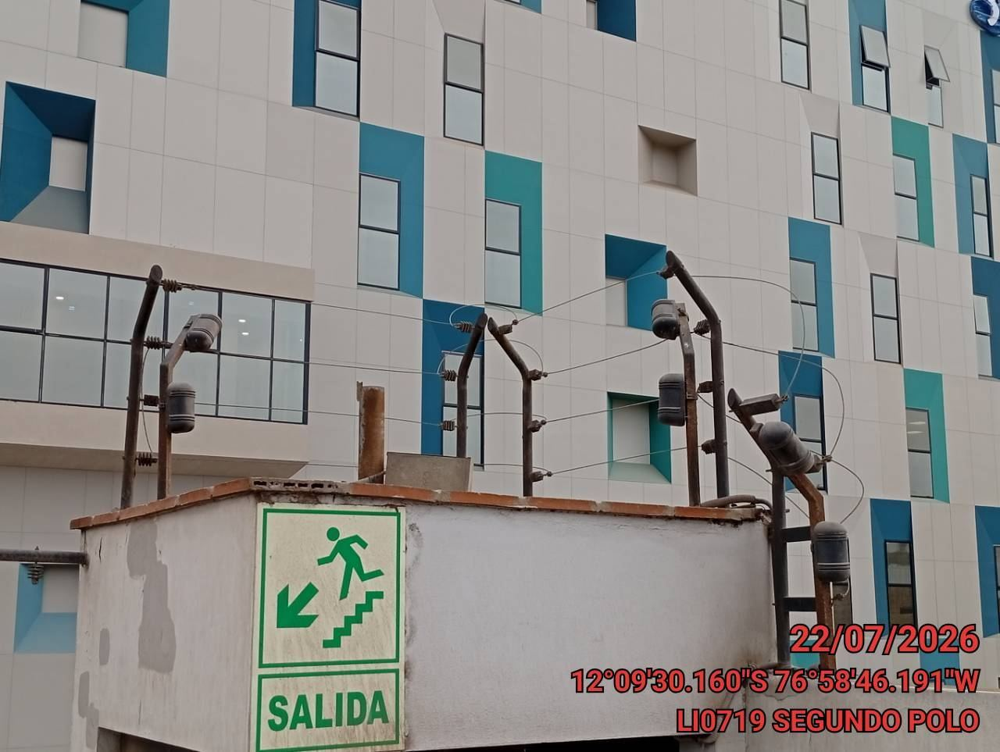 SALIDA
22/07/2026
12°09'30.160"S 76°58'46.191"W
LI0719 SEGUNDO POLO